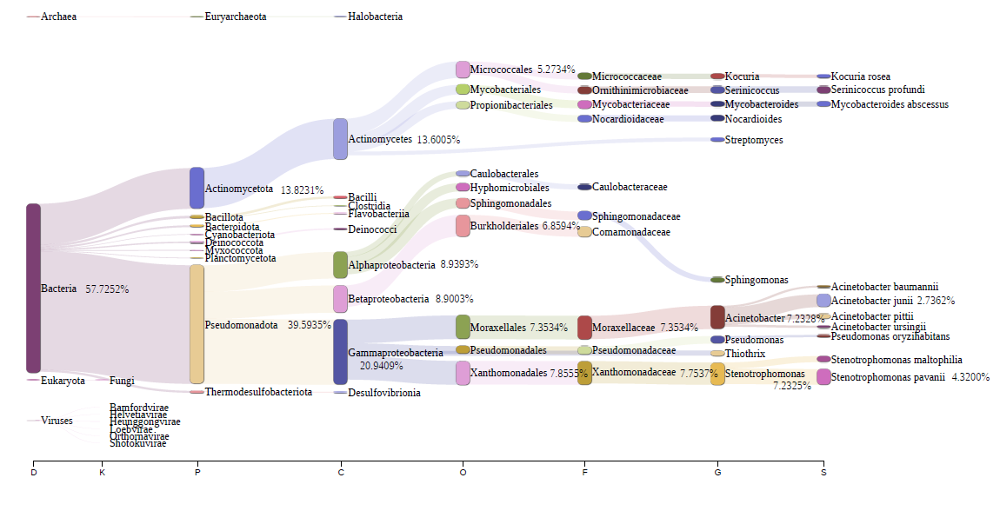 Archaea
Euryarchaeota
Halobacteria
Micrococcales 5.2734%
Micrococcaceae
Kocuria
Kocuria rosea
Mycobacteriales
Ornithinimicrobiaceae
Serinicoccus
Serinicoccus profundi
Propionibacteriales
Mycobacteriaceae
Mycobacteroides
Mycobacteroides abscessus
Nocardioidaceae
Nocardioides
Actinomycetes 13.6005%
Streptomyces
Caulobacterales
Actinomycetota 13.8231%
Hyphomicrobiales
Caulobacteraceae
Bacilli
Sphingomonadales
Clostridia
Bacillota
Flavobacteriia
Sphingomonadaceae
Bacteroidota
Deinococci
Burkholderiales 6.8594%
Comamonadaceae
Cyanobacteriota
Deinococcota
Myxococcota
Planctomycetota
Alphaproteobacteria 8.9393%
Sphingomonas
Bacteria 57.7252%
Acinetobacter baumannii
Betaproteobacteria 8.9003%
Acinetobacter junii 2.7362%
Acinetobacter 7.2328%
Acinetobacter pittii
Pseudomonadota 39.5935%
Moraxellales 7.3534%
Moraxellaceae 7.3534%
Acinetobacter ursingii
Pseudomonas
Pseudomonas oryzihabitans
Gammaproteobacteria
20.9409%
Pseudomonadales
Pseudomonadaceae
Thiothrix
Stenotrophomonas maltophilia
Xanthomonadales 7.8555%
Xanthomonadaceae 7.7537%
Stenotrophomonas
7.2325%
Stenotrophomonas pavanii 4.3200%
Eukaryota
Fungi
Thermodesulfobacteriota
Desulfovibrionia
Viruses
Bamfordvirae
Helvetiavirae
Heunggongvirae
Loebvirae
Orthornavirae
Shotokuvirae
D K P C O F G S